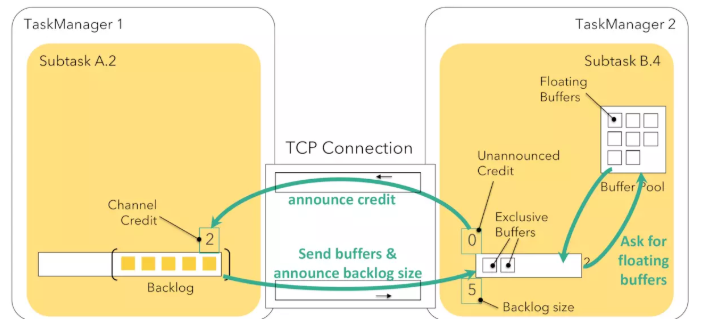 TaskManager 1
TaskManager 2
Subtask A.2
Subtask B.4
Floating
Buffers
TCP Connection
Unannounced
Credit
Buffer Pool
announce credit
Channel
Credit
2
0
Exclusive
Buffers
Ask for
floating
buffers
Send buffers &
announce backlog size
2
Backlog
5
Backlog size